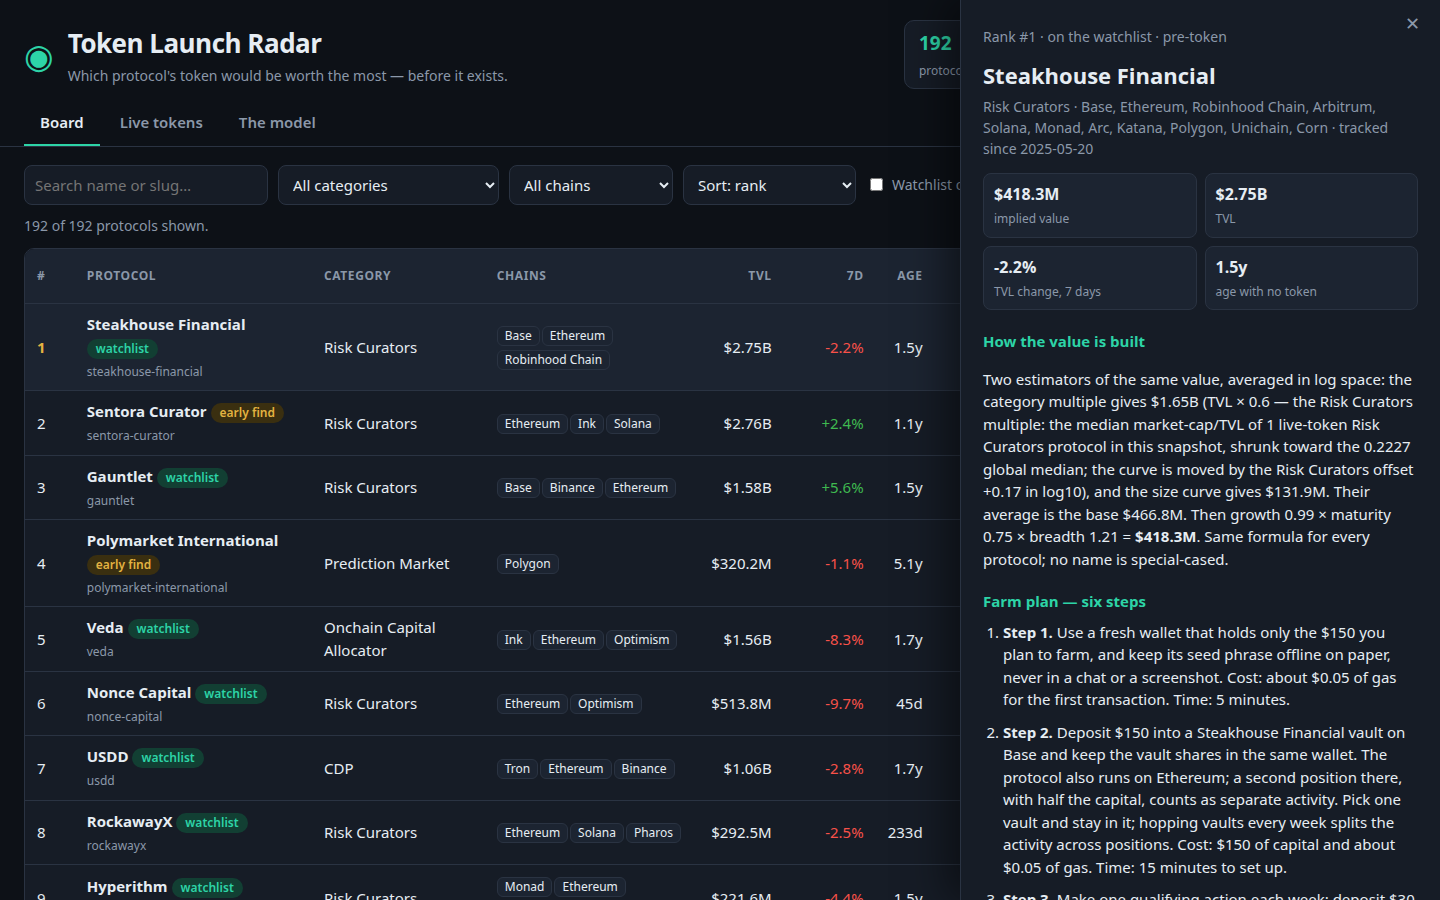 Token Launch Radar
Which protocol's token would be worth the most — before it exists.
192
protoco
Board
Live tokens
The model
Search name or slug...
All categories
All chains
Sort: rank
Watchlist o
192 of 192 protocols shown.
# PROTOCOL CATEGORY CHAINS TVL 7D AGE
1 Steakhouse Financial watchlist steakhouse-financial Risk Curators Base Ethereum Robinhood Chain $2.75B -2.2% 1.5y
2 Sentora Curator early find sentora-curator Risk Curators Ethereum Ink Solana $2.76B +2.4% 1.1y
3 Gauntlet watchlist gauntlet Risk Curators Base Binance Ethereum $1.58B +5.6% 1.5y
4 Polymarket International early find polymarket-international Prediction Market Polygon $320.2M -1.1% 5.1y
5 Veda watchlist veda Onchain Capital Allocator Ink Ethereum Optimism $1.56B -8.3% 1.7y
6 Nonce Capital watchlist nonce-capital Risk Curators Ethereum Optimism $513.8M -9.7% 45d
7 USDD watchlist usdd CDP Tron Ethereum Binance $1.06B -2.8% 1.7y
8 RockawayX watchlist rockawayx Risk Curators Ethereum Solana Pharos $292.5M -2.5% 233d
9 Hyperithm watchlist Risk Curators Monad Ethereum $221.6M -4.4% 1.5y
×
Rank #1 · on the watchlist · pre-token
Steakhouse Financial
Risk Curators · Base, Ethereum, Robinhood Chain, Arbitrum,
Solana, Monad, Arc, Katana, Polygon, Unichain, Corn · tracked
since 2025-05-20
$418.3M
implied value
$2.75B
TVL
-2.2%
TVL change, 7 days
1.5y
age with no token
How the value is built
Two estimators of the same value, averaged in log space: the
category multiple gives $1.65B (TVL × 0.6 — the Risk Curators
multiple: the median market-cap/TVL of 1 live-token Risk
Curators protocol in this snapshot, shrunk toward the 0.2227
global median; the curve is moved by the Risk Curators offset
+0.17 in log10), and the size curve gives $131.9M. Their
average is the base $466.8M. Then growth 0.99 × maturity
0.75 × breadth 1.21 = $418.3M. Same formula for every
protocol; no name is special-cased.
Farm plan — six steps
1. Step 1. Use a fresh wallet that holds only the $150 you
plan to farm, and keep its seed phrase offline on paper,
never in a chat or a screenshot. Cost: about $0.05 of gas
for the first transaction. Time: 5 minutes.
2. Step 2. Deposit $150 into a Steakhouse Financial vault on
Base and keep the vault shares in the same wallet. The
protocol also runs on Ethereum; a second position there,
with half the capital, counts as separate activity. Pick one
vault and stay in it; hopping vaults every week splits the
activity across positions. Cost: $150 of capital and about
$0.05 of gas. Time: 15 minutes to set up.
3. Step 3. Make one qualifying action each week: deposit $30